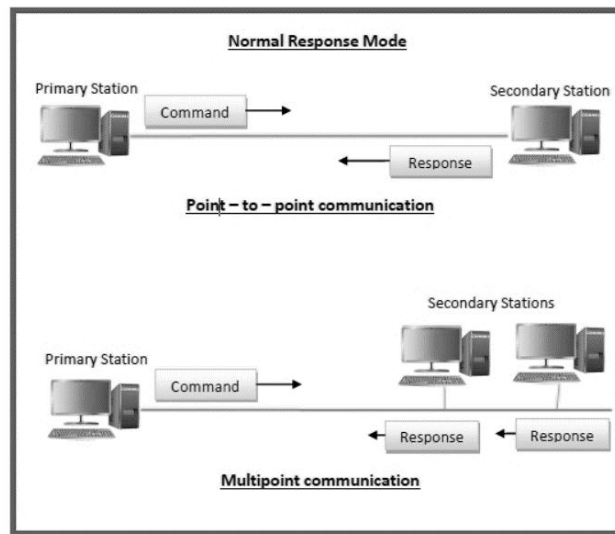 Normal Response Mode
Primary Station
Secondary Station
Command
Response
Point – to – point communication
Secondary Stations
Primary Station
Command
Response
Response
Multipoint communication